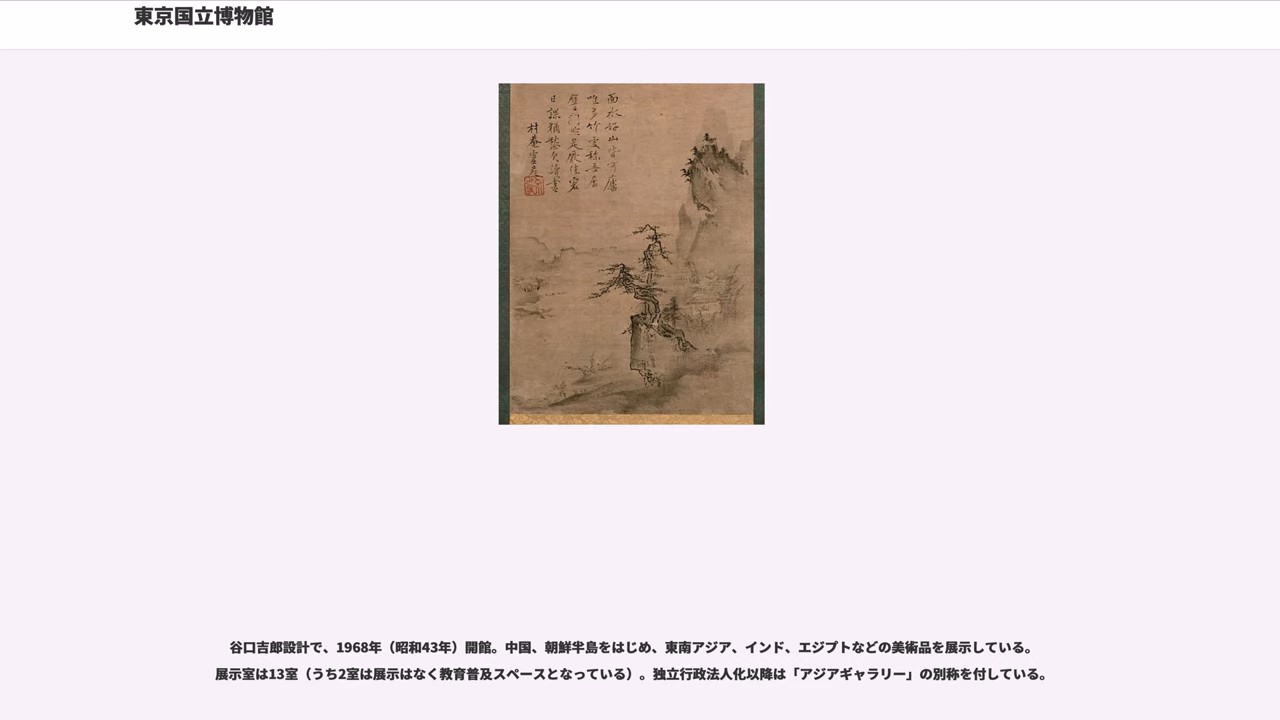 東京国立博物館
谷口吉郎設計で、1968年（昭和43年）開館。中国、朝鮮半島をはじめ、東南アジア、インド、エジプトなどの美術品を展示している。
展示室は13室（うち2室は展示はなく教育普及スペースとなっている）。独立行政法人化以降は「アジアギャラリー」の別称を付している。